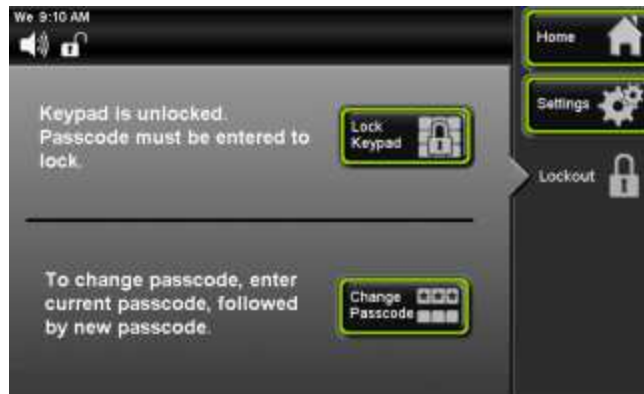 We 9:10 AM
Home
Keypad is unlocked.
Passcode must be entered to
lock.
Lock
Keypad
Settings
Lockout
To change passcode, enter
current passcode, followed
by new passcode.
Change
Passcode